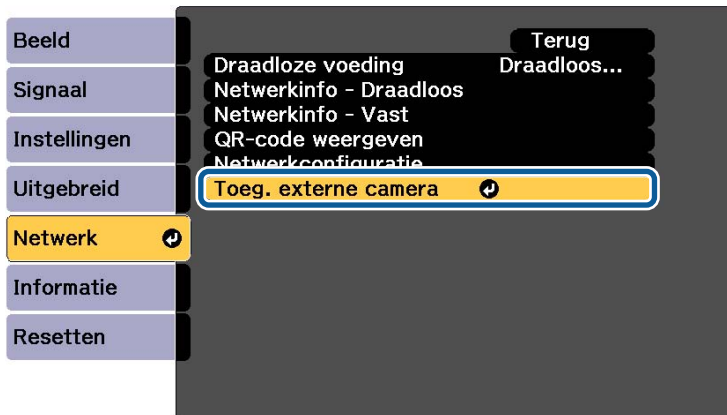 Beeld
Signaal
Instellingen
Uitgebreid
Netwerk
Informatie
Resetten
Terug
Draadloze voeding Draadloos...
Netwerkinfo - Draadloos
Netwerkinfo - Vast
QR-code weergeven
Netwerkconfiguratie
Toeg. externe camera